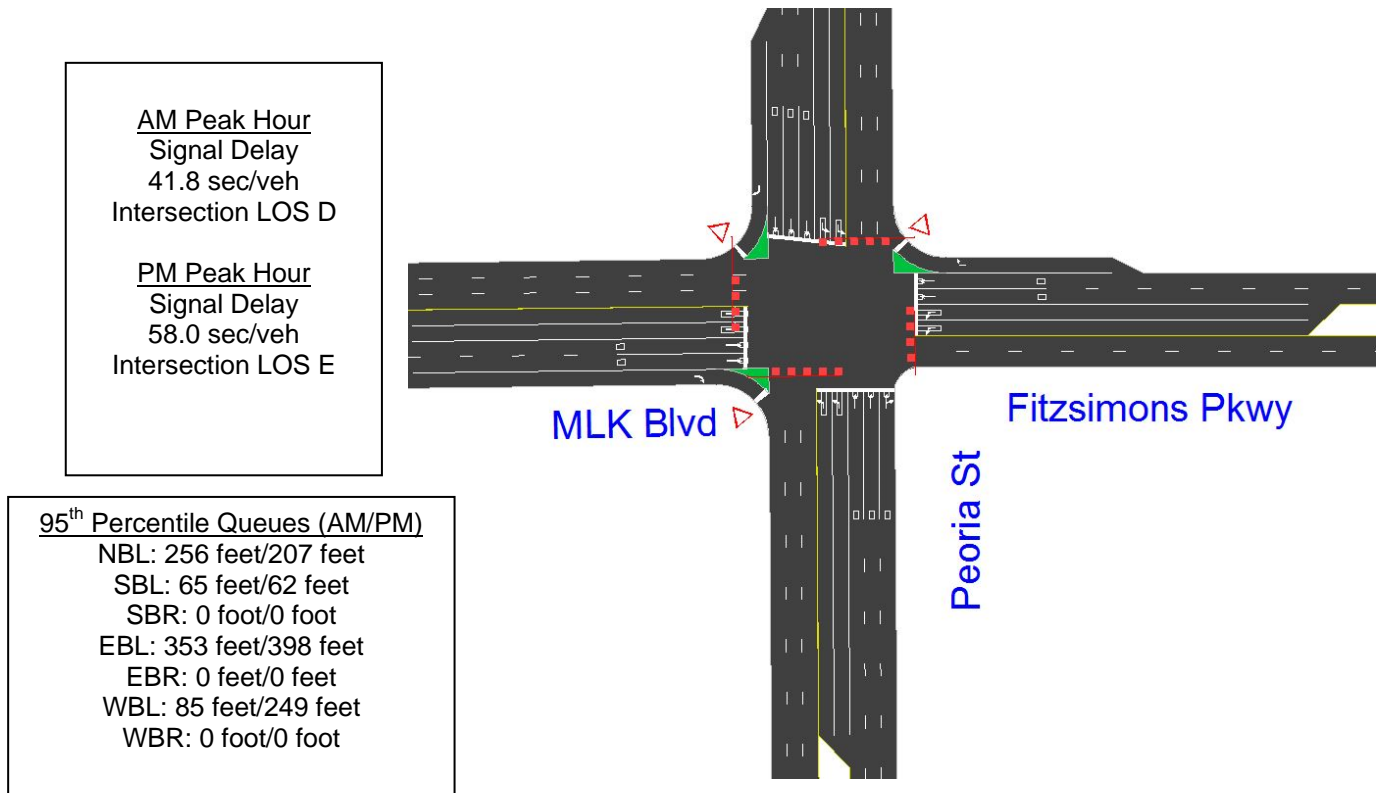 AM Peak Hour
Signal Delay
41.8 sec/veh
Intersection LOS D
PM Peak Hour
Signal Delay
58.0 sec/veh
Intersection LOS E
95th Percentile Queues (AM/PM)
NBL: 256 feet/207 feet
SBL: 65 feet/62 feet
SBR: 0 foot/0 foot
EBL: 353 feet/398 feet
EBR: 0 feet/0 feet
WBL: 85 feet/249 feet
WBR: 0 foot/0 foot
MLK Blvd
Fitzsimons Pkwy
Peoria St